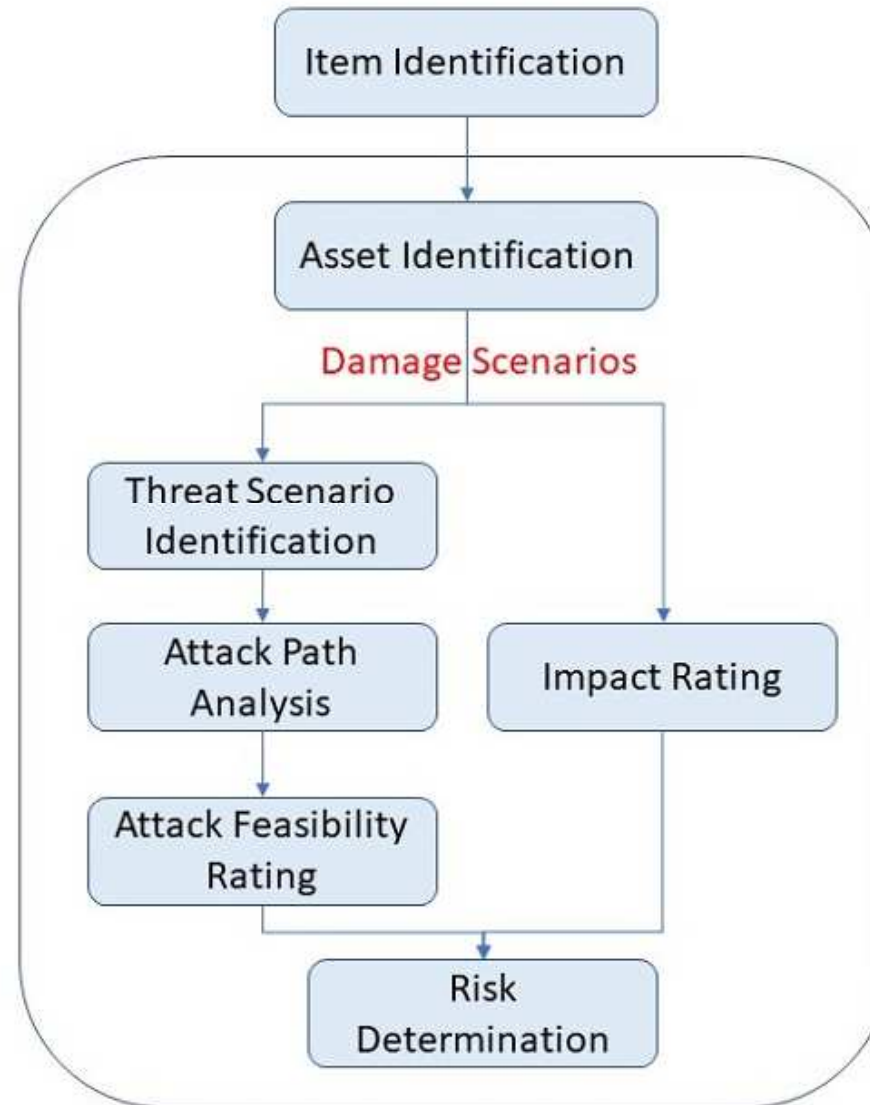 Item Identification
Asset Identification
Damage Scenarios
Threat Scenario
Identification
Attack Path
Analysis
Impact Rating
Attack Feasibility
Rating
Risk
Determination